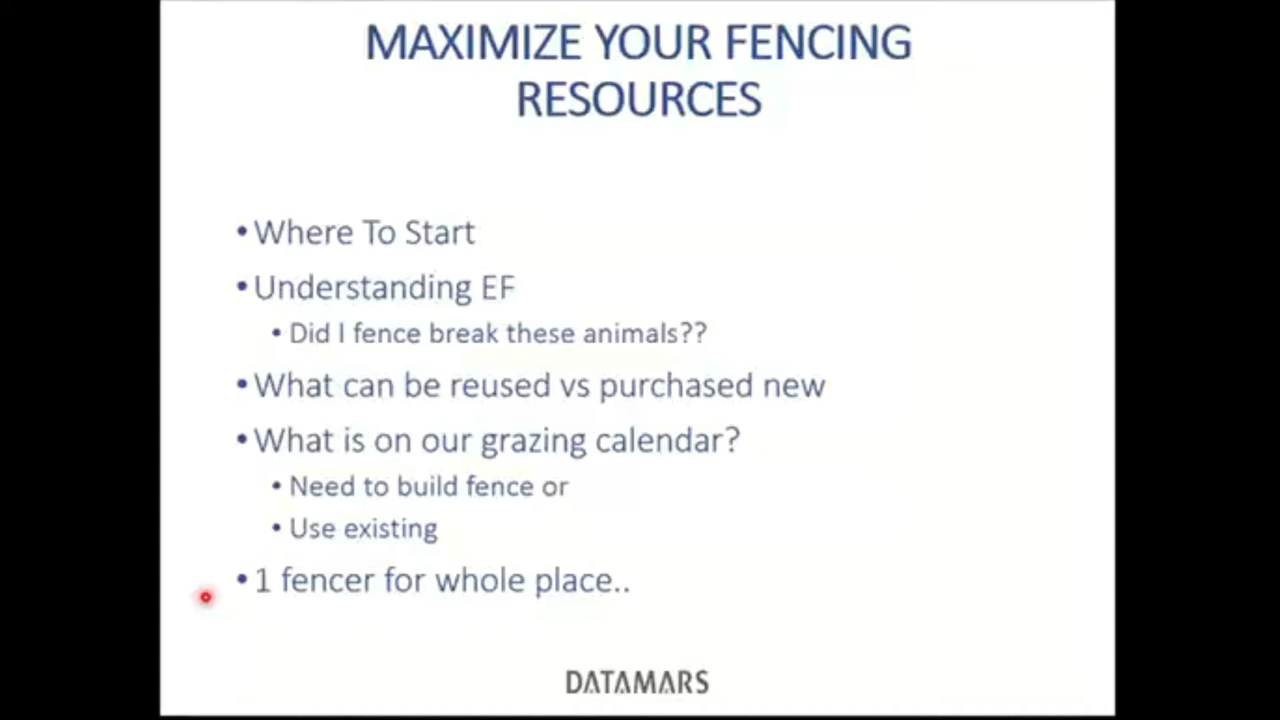 MAXIMIZE YOUR FENCING
RESOURCES
• Where To Start
• Understanding EF
• Did I fence break these animals??
• What can be reused vs purchased new
• What is on our grazing calendar?
• Need to build fence or
• Use existing
• 1 fencer for whole place..
DATAMARS